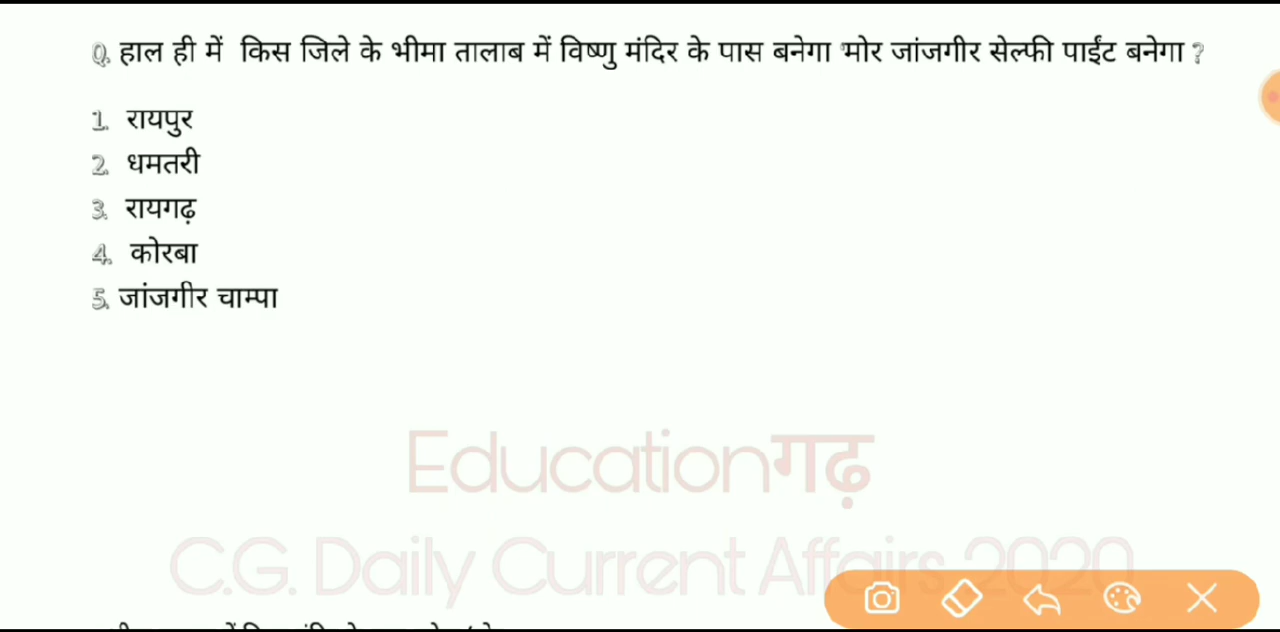 Q. हाल ही में किस जिले के भीमा तालाब में विष्णु मंदिर के पास बनेगा 'मोर जांजगीर सेल्फी पाईंट बनेगा ?
1. रायपुर
2. धमतरी
3. रायगढ़
4. कोरबा
5. जांजगीर चाम्पा
Educationगढ़
C.G. Daily Current Affairs 2020